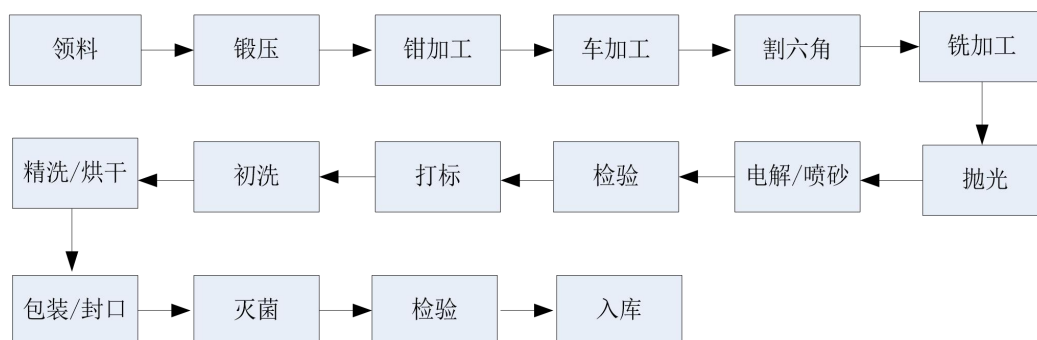 领料 锻压 钳加工 车加工 割六角 铣加工
精洗/烘干 初洗 打标 检验 电解/喷砂 抛光
包装/封口 灭菌 检验 入库